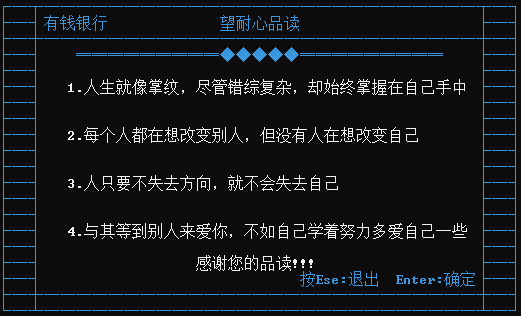 有钱银行 望耐心品读
═══════════◆◆◆◆◆═══════════
1.人生就像掌纹，尽管错综复杂，却始终掌握在自己手中
2.每个人都在想改变别人，但没有人在想改变自己
3.人只要不失去方向，就不会失去自己
4.与其等到别人来爱你，不如自己学着努力多爱自己一些
感谢您的品读!!!
按Ese:退出 Enter:确定